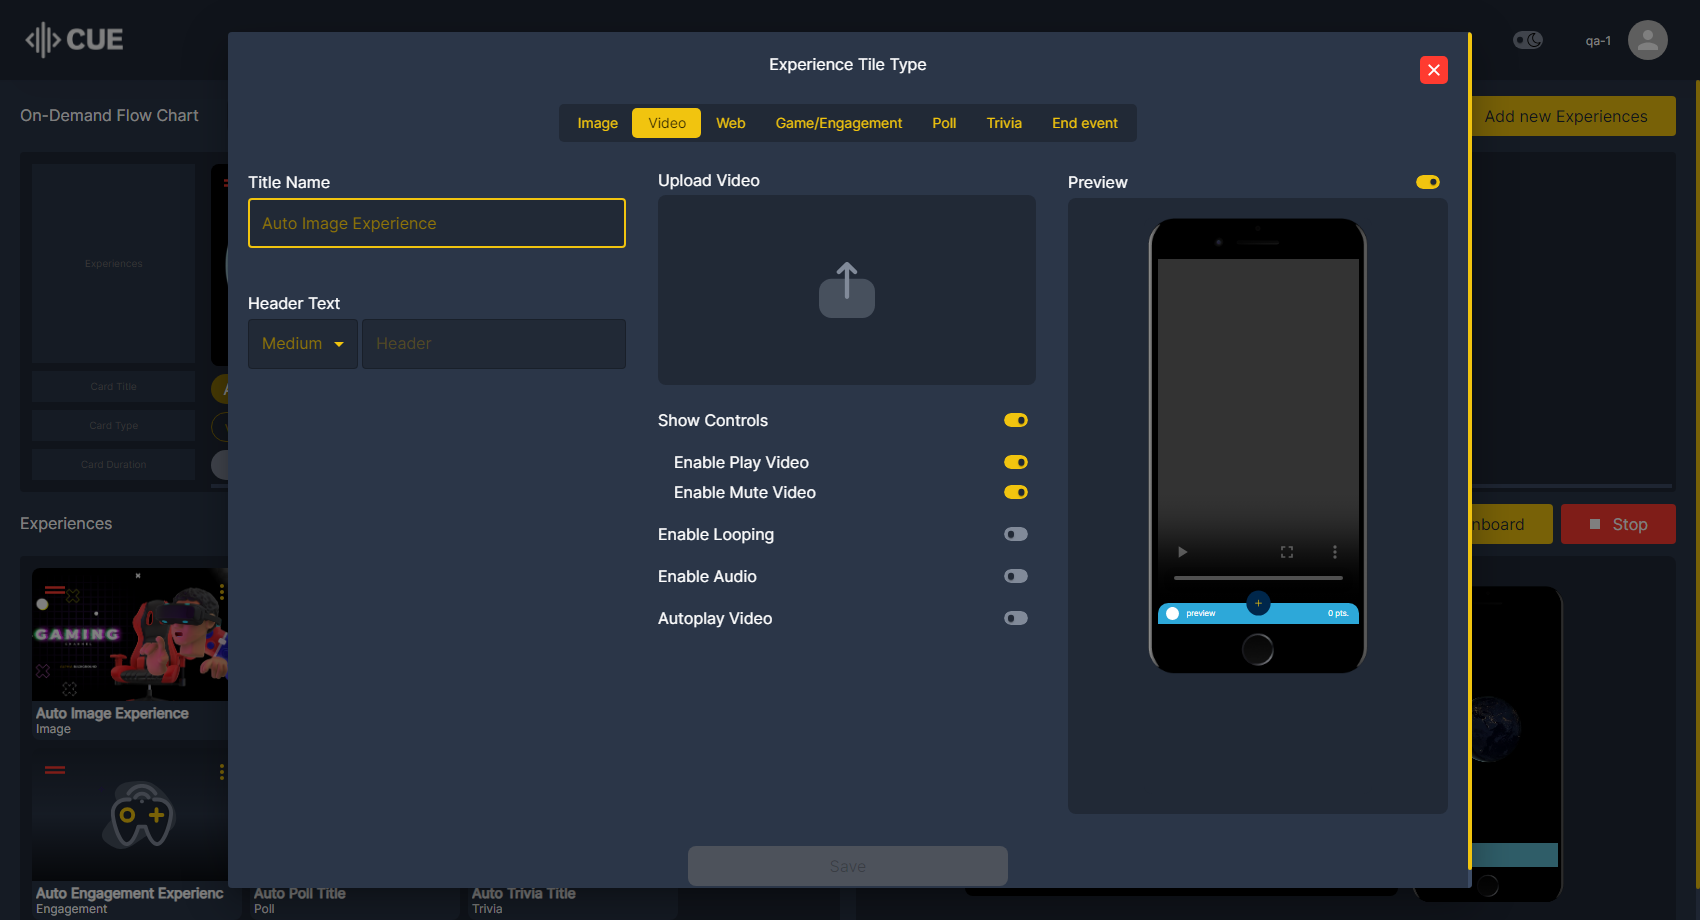 CUE
qa-1
Experience Tile Type
On-Demand Flow Chart
Add new Experiences
Image
Video
Web
Game/Engagement
Poll
Trivia
End event
Title Name
Auto Image Experience
Header Text
Medium
Header
Upload Video
Show Controls
Enable Play Video
Enable Mute Video
Enable Looping
Enable Audio
Autoplay Video
Preview
preview
0 pts.
Save
Experiences
Card Title
Card Type
Card Duration
Experiences
Stop
GAMING
Auto Image Experience
Image
Auto Engagement Experienc
Engagement
Auto Poll Title
Poll
Auto Trivia Title
Trivia